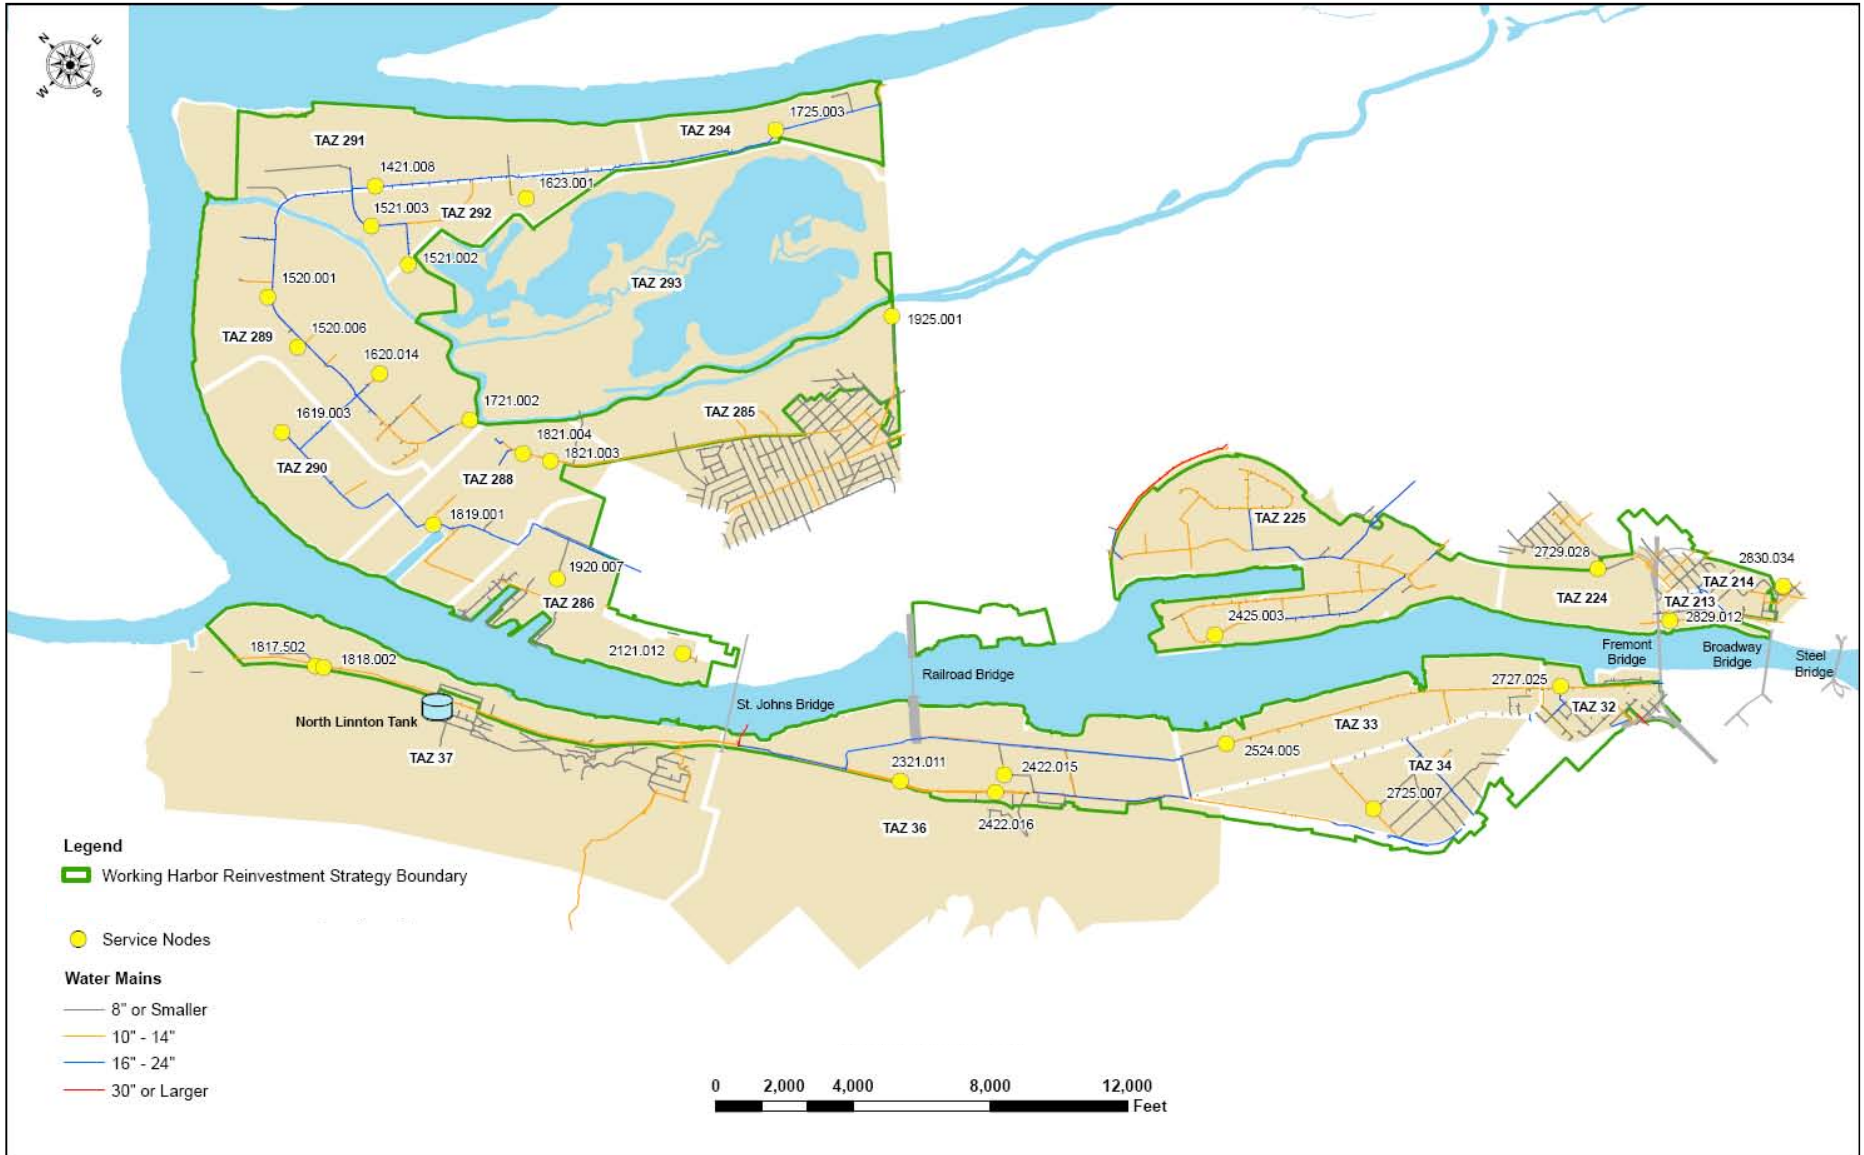 N
E
W
S
TAZ 291
TAZ 294
1725.003
1421.008
1623.001
1521.003
TAZ 292
1521.002
1520.001
TAZ 293
1925.001
1520.006
TAZ 289
1620.014
1721.002
1619.003
TAZ 285
1821.004
1821.003
TAZ 290
TAZ 288
1819.001
1920.007
TAZ 286
2121.012
TAZ 225
2729.028
2830.034
TAZ 214
TAZ 224
TAZ 213
2829.012
2425.003
Fremont
Bridge
Broadway
Bridge
Steel
Bridge
1817.502
1818.002
Railroad Bridge
St. Johns Bridge
2727.025
TAZ 32
North Linnton Tank
TAZ 37
TAZ 33
2524.005
2321.011
2422.015
TAZ 34
2725.007
TAZ 36
2422.016
Legend
Working Harbor Reinvestment Strategy Boundary
Service Nodes
Water Mains
8" or Smaller
10" - 14"
16" - 24"
30" or Larger
0 2,000 4,000 8,000 12,000
Feet